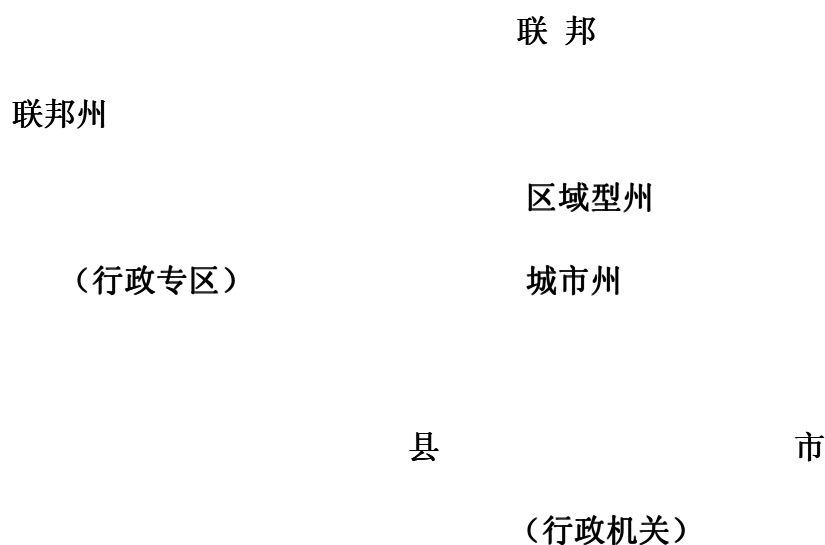 联 邦
联邦州
区域型州
（行政专区） 城市州
县 市
（行政机关）